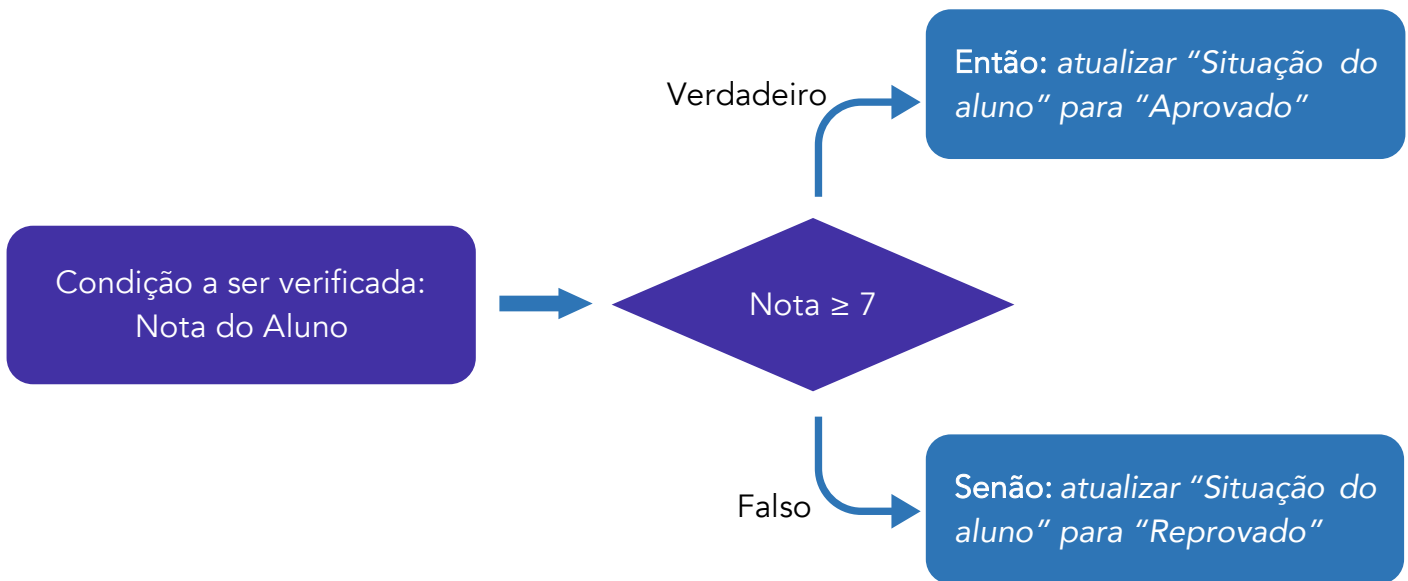 Condição a ser verificada:
Nota do Aluno
Nota ≥ 7
Verdadeiro
Então: atualizar “Situação do
aluno” para “Aprovado”
Falso
Senão: atualizar “Situação do
aluno” para “Reprovado”